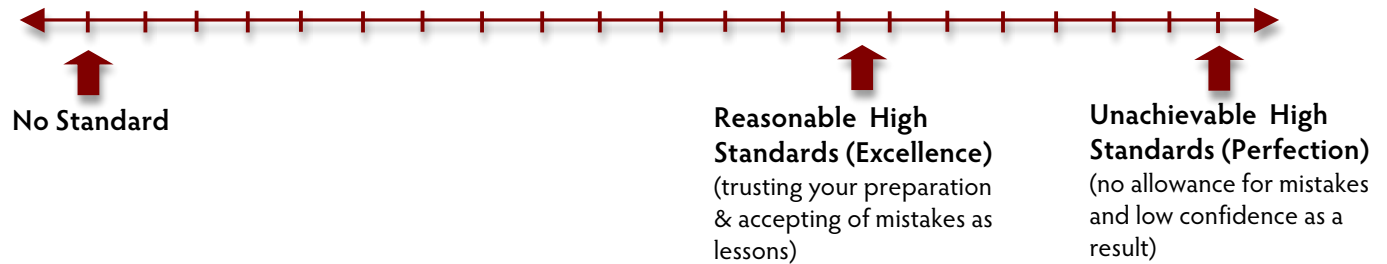 No Standard
Reasonable High
Standards (Excellence)
(trusting your preparation
& accepting of mistakes as
lessons)
Unachievable High
Standards (Perfection)
(no allowance for mistakes
and low confidence as a
result)